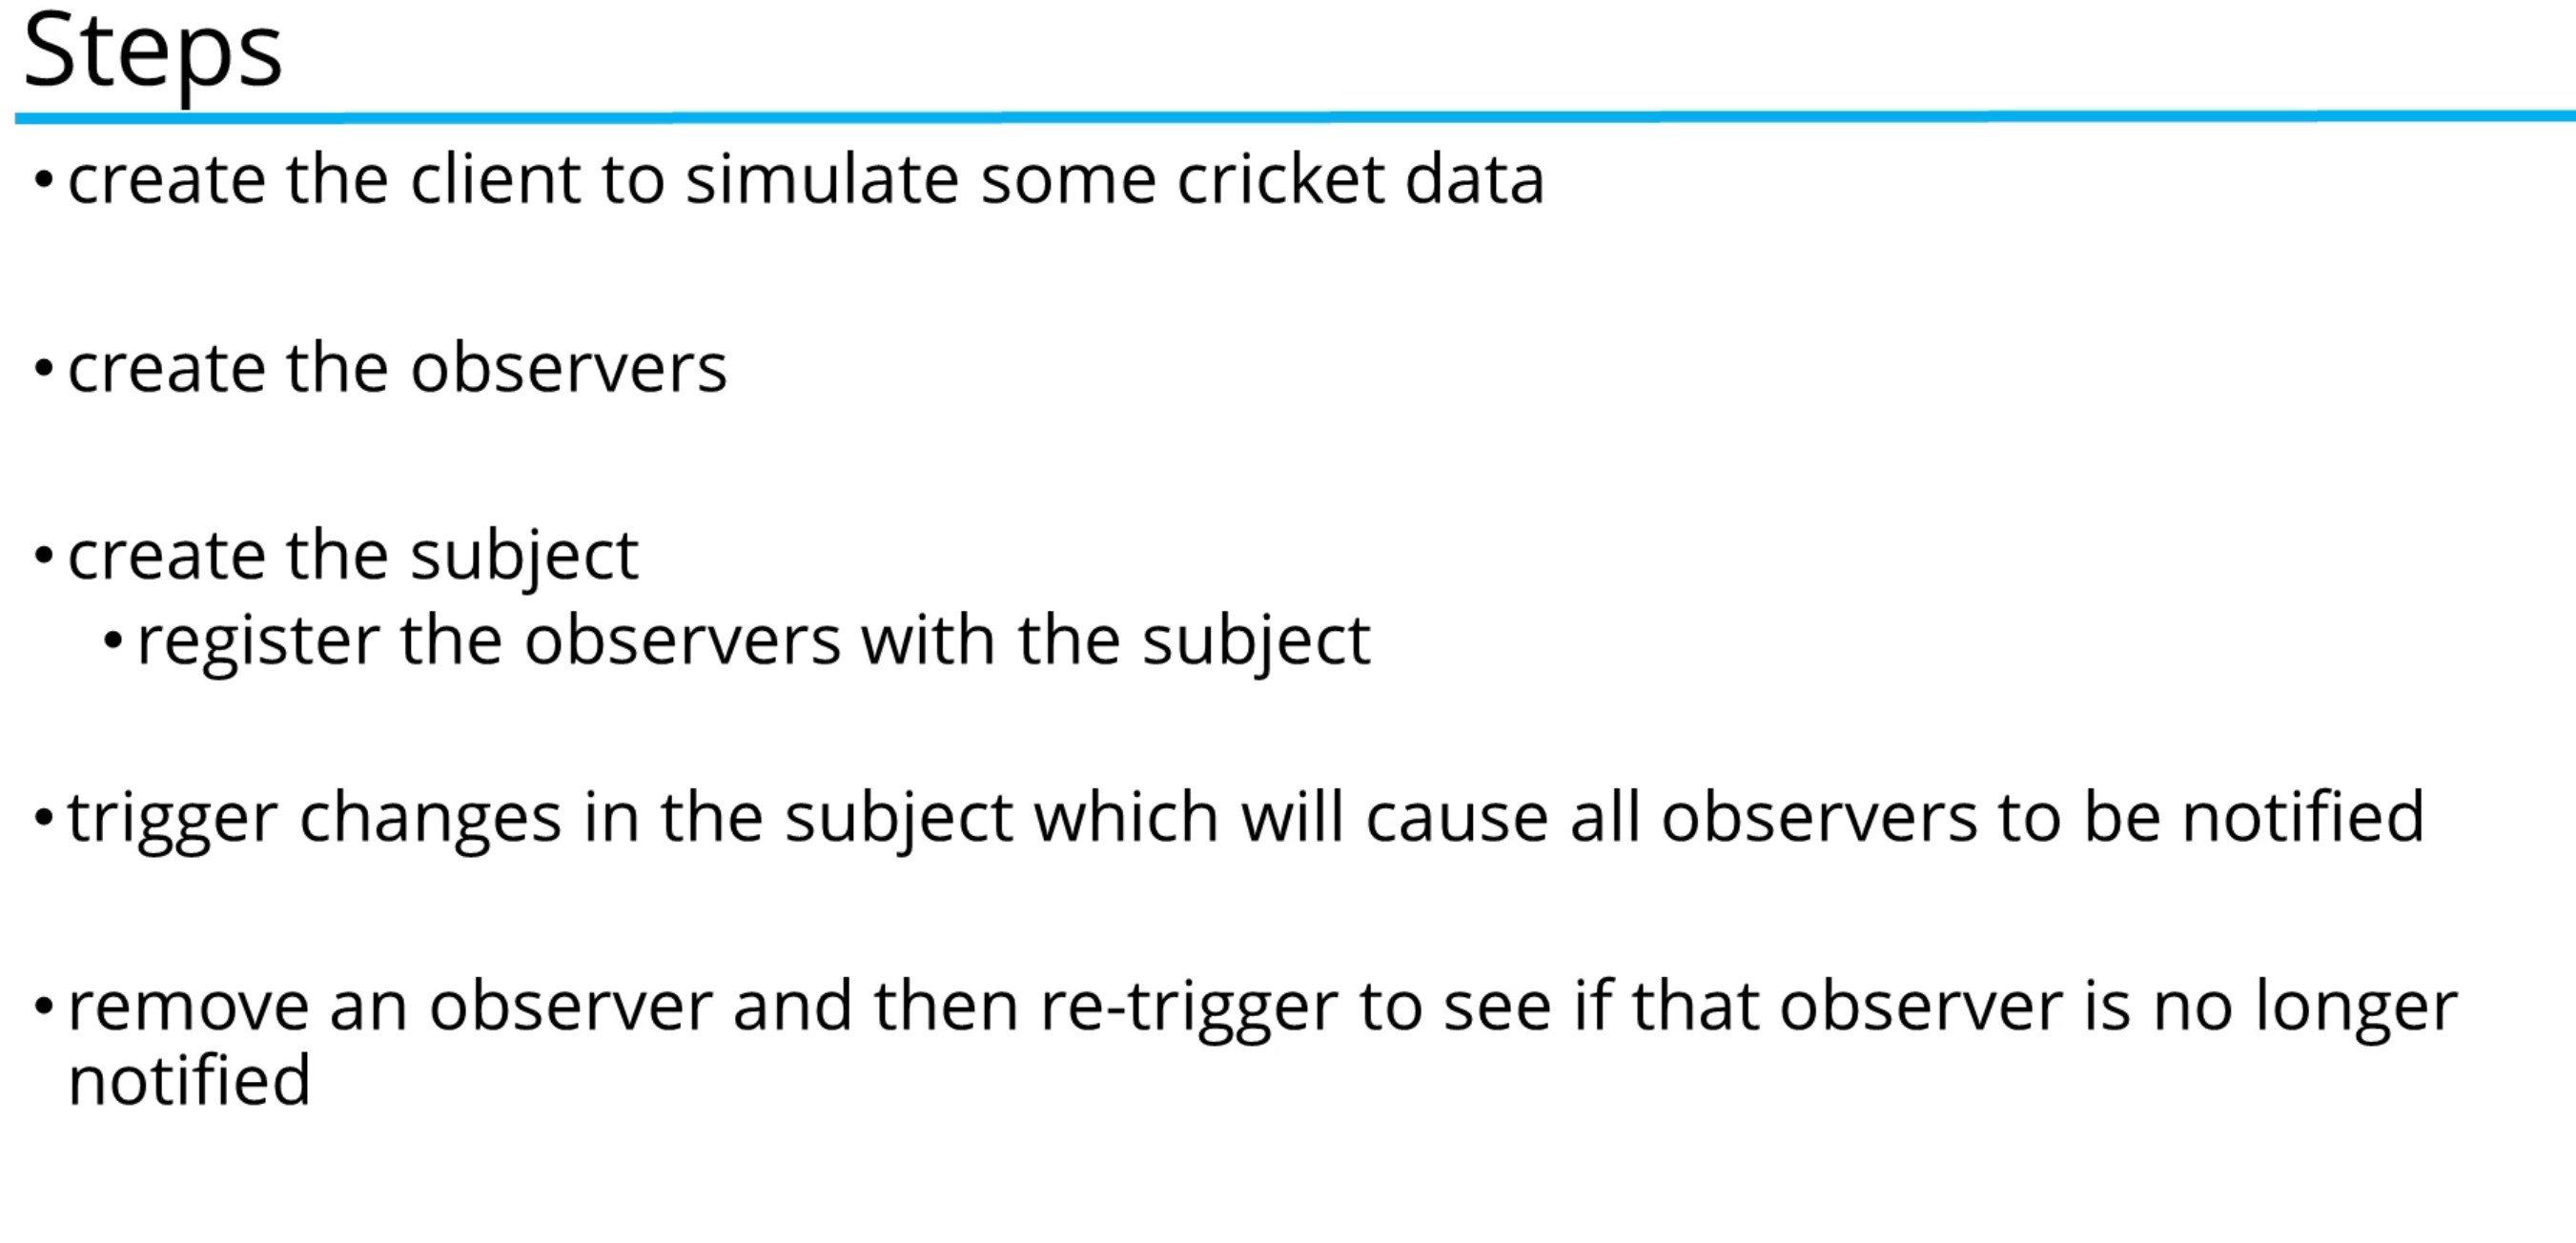 Steps
• create the client to simulate some cricket data
• create the observers
• create the subject
• register the observers with the subject
• trigger changes in the subject which will cause all observers to be notified
• remove an observer and then re-trigger to see if that observer is no longer
notified